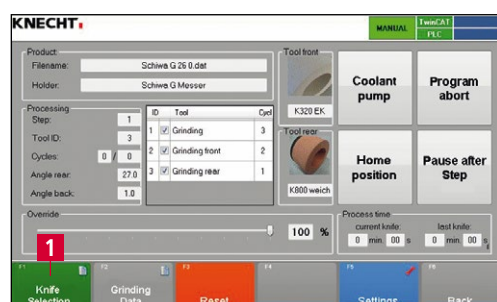 KNECHT
MANUAL
TwinCAT
PLC
Product
Filename:
Schiwa G 26 0.dat
Holder:
Schiwa G Messer
Tool front
K320 EK
Coolant
pump
Program
abort
Processing
Step:
1
Tool ID:
3
Cycles:
0 / 0
Angle rear:
27.0
Angle back:
1.0
ID Tool Cycl
1 Grinding 3
2 Grinding front 2
3 Grinding rear 1
Tool rear
K800 weich
Home
position
Pause after
Step
Override
100 %
Process time
current knife:
last knife:
0 min. 00 s
0 min. 00 s
1
F1
Knife
Selection
F2
Grinding
Data
F3
Reset
F4
F5
Settings
F6
Back